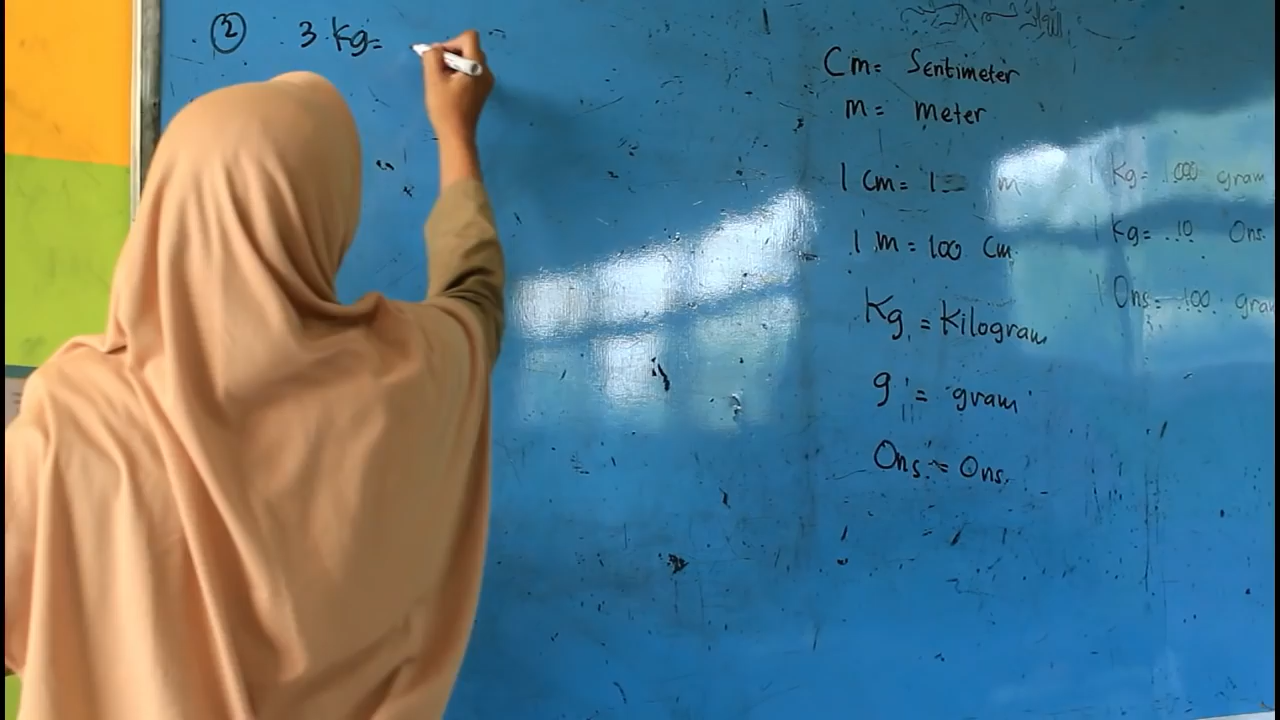 ② 3 Kg=
Cm= Sentimeter
m= meter
1 Cm= 1 m
1 m = 100 Cm
Kg = Kilogram
g = gram
Ons = Ons.
1 Kg= 1000 gram
1 Kg= 10 Ons.
1 Ons= 100 gram